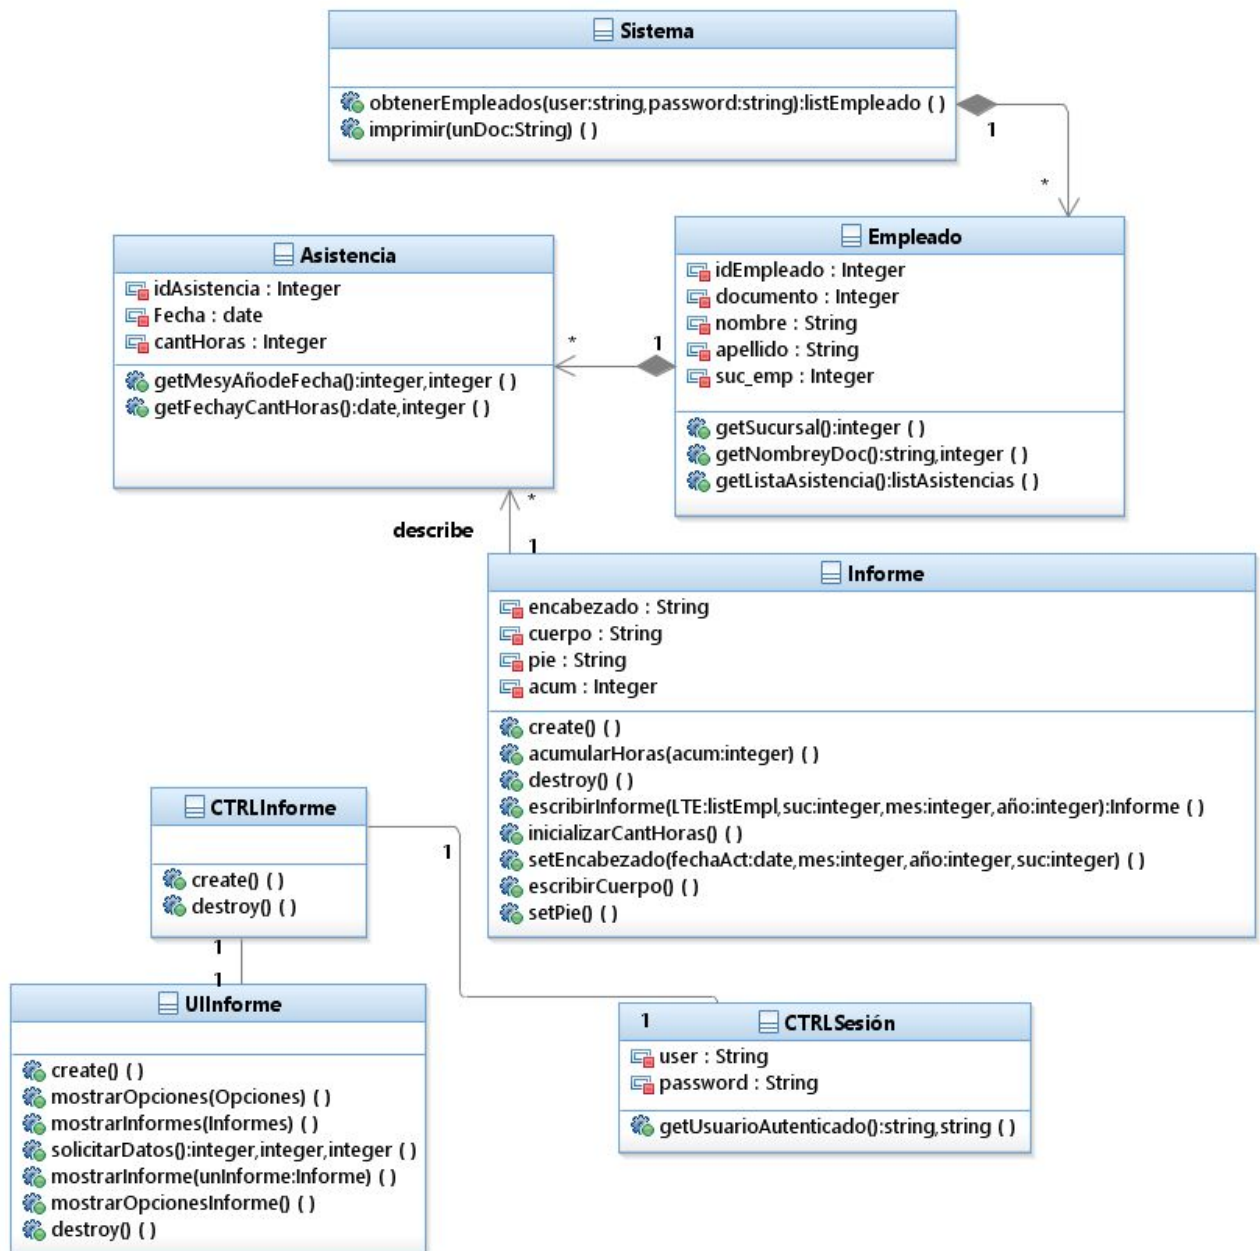 Sistema
obtenerEmpleados(user:string,password:string):listEmpleado ( )
imprimir(unDoc:String) ( )
1
*
Asistencia
idAsistencia : Integer
Fecha : date
cantHoras : Integer
getMesyAñodeFecha():integer,integer ( )
getFechayCantHoras():date,integer ( )
*
1
Empleado
idEmpleado : Integer
documento : Integer
nombre : String
apellido : String
suc_emp : Integer
getSucursal():integer ( )
getNombreyDoc():string,integer ( )
getListaAsistencia():listAsistencias ( )
*
describe
1
Informe
encabezado : String
cuerpo : String
pie : String
acum : Integer
create() ( )
acumularHoras(acum:integer) ( )
destroy() ( )
escribirInforme(LTE:listEmpl,suc:integer,mes:integer,año:integer):Informe ( )
inicializarCantHoras() ( )
setEncabezado(fechaAct:date,mes:integer,año:integer,suc:integer) ( )
escribirCuerpo() ( )
setPie() ( )
CTRLInforme
create() ( )
destroy() ( )
1
1
1
UIInforme
create() ( )
mostrarOpciones(Opciones) ( )
mostrarInformes(Informes) ( )
solicitarDatos():integer,integer,integer ( )
mostrarInforme(unInforme:Informe) ( )
mostrarOpcionesInforme() ( )
destroy() ( )
1
CTRLSesión
user : String
password : String
getUsuarioAutenticado():string,string ( )